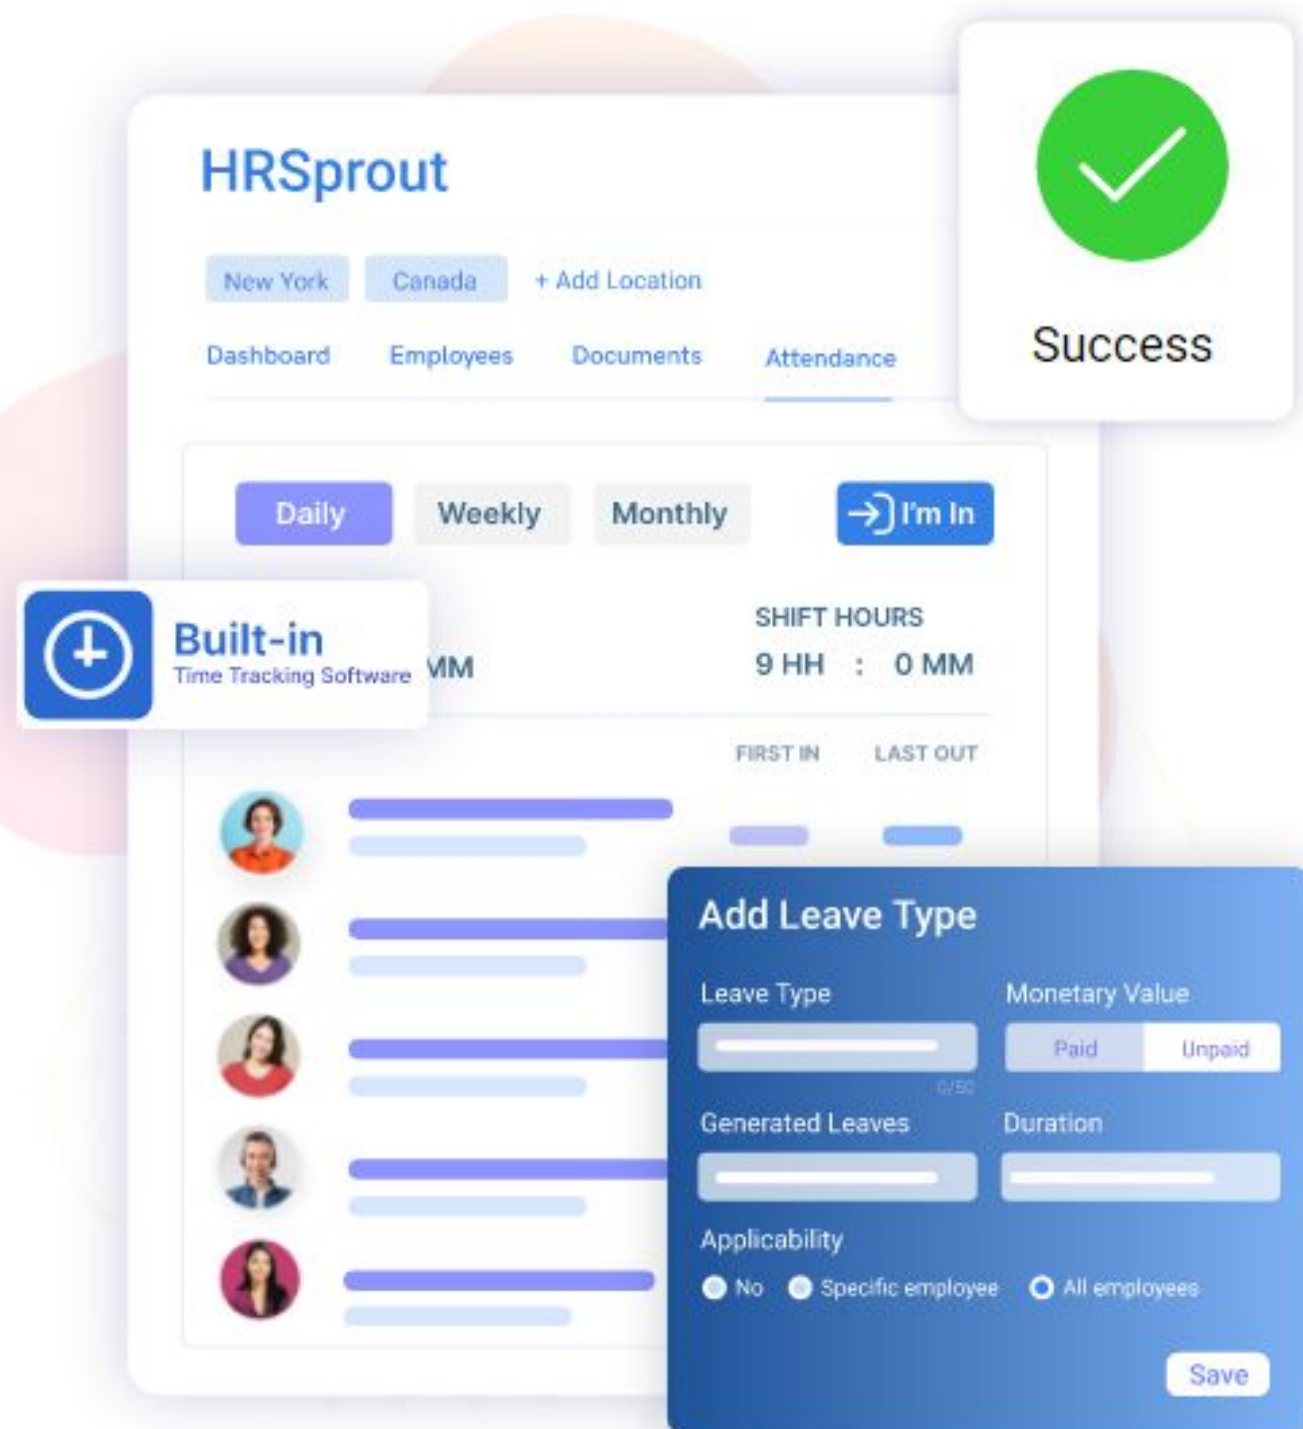 HRSprout
Success
New York Canada + Add Location
Dashboard Employees Documents Attendance
Daily Weekly Monthly I'm In
Built-in
Time Tracking Software
MM
SHIFT HOURS
9 HH : 0 MM
FIRST IN LAST OUT
Add Leave Type
Leave Type Monetary Value
Paid Unpaid
0/50
Generated Leaves Duration
Applicability
No Specific employee All employees
Save